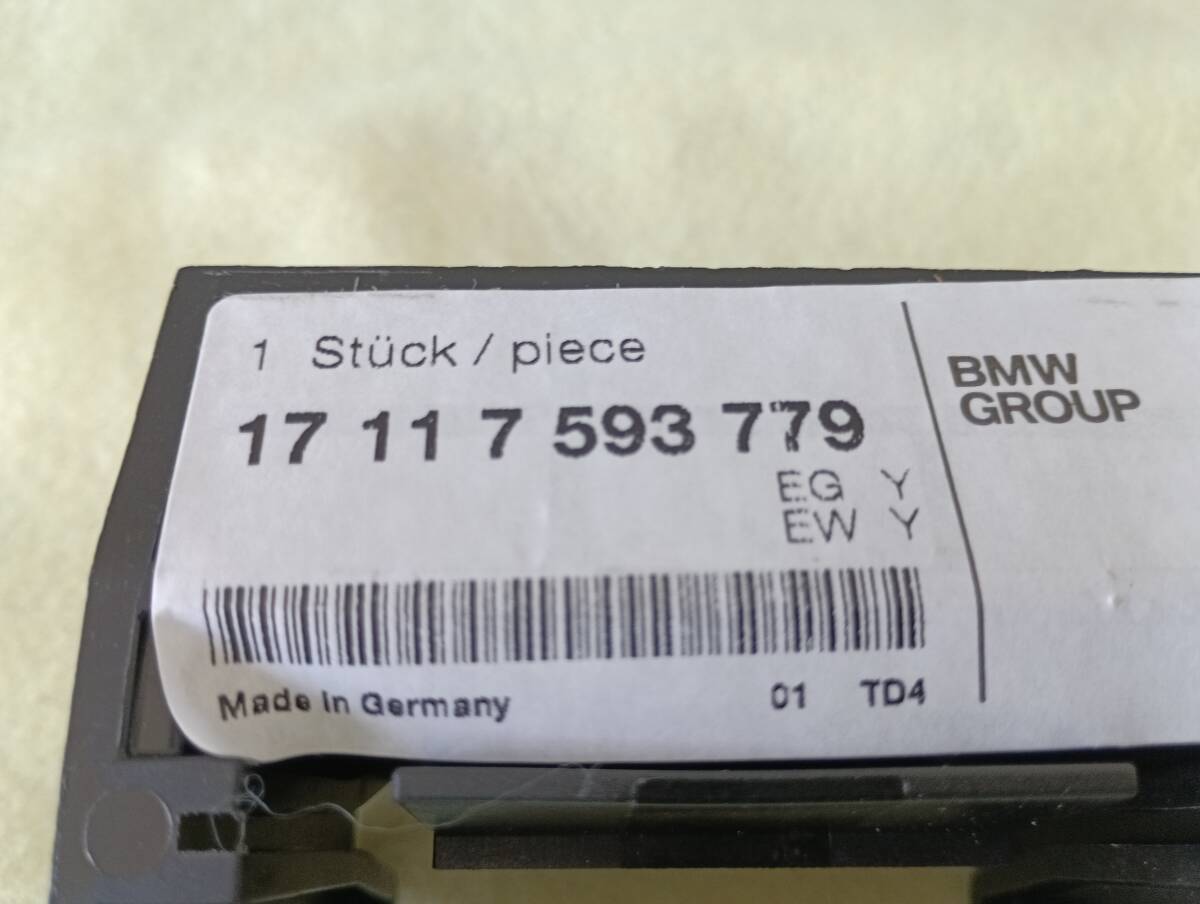 1 Stück / piece
17 11 7 593 779
EG Y
EW Y
Made in Germany 01 TD4
BMW
GROUP